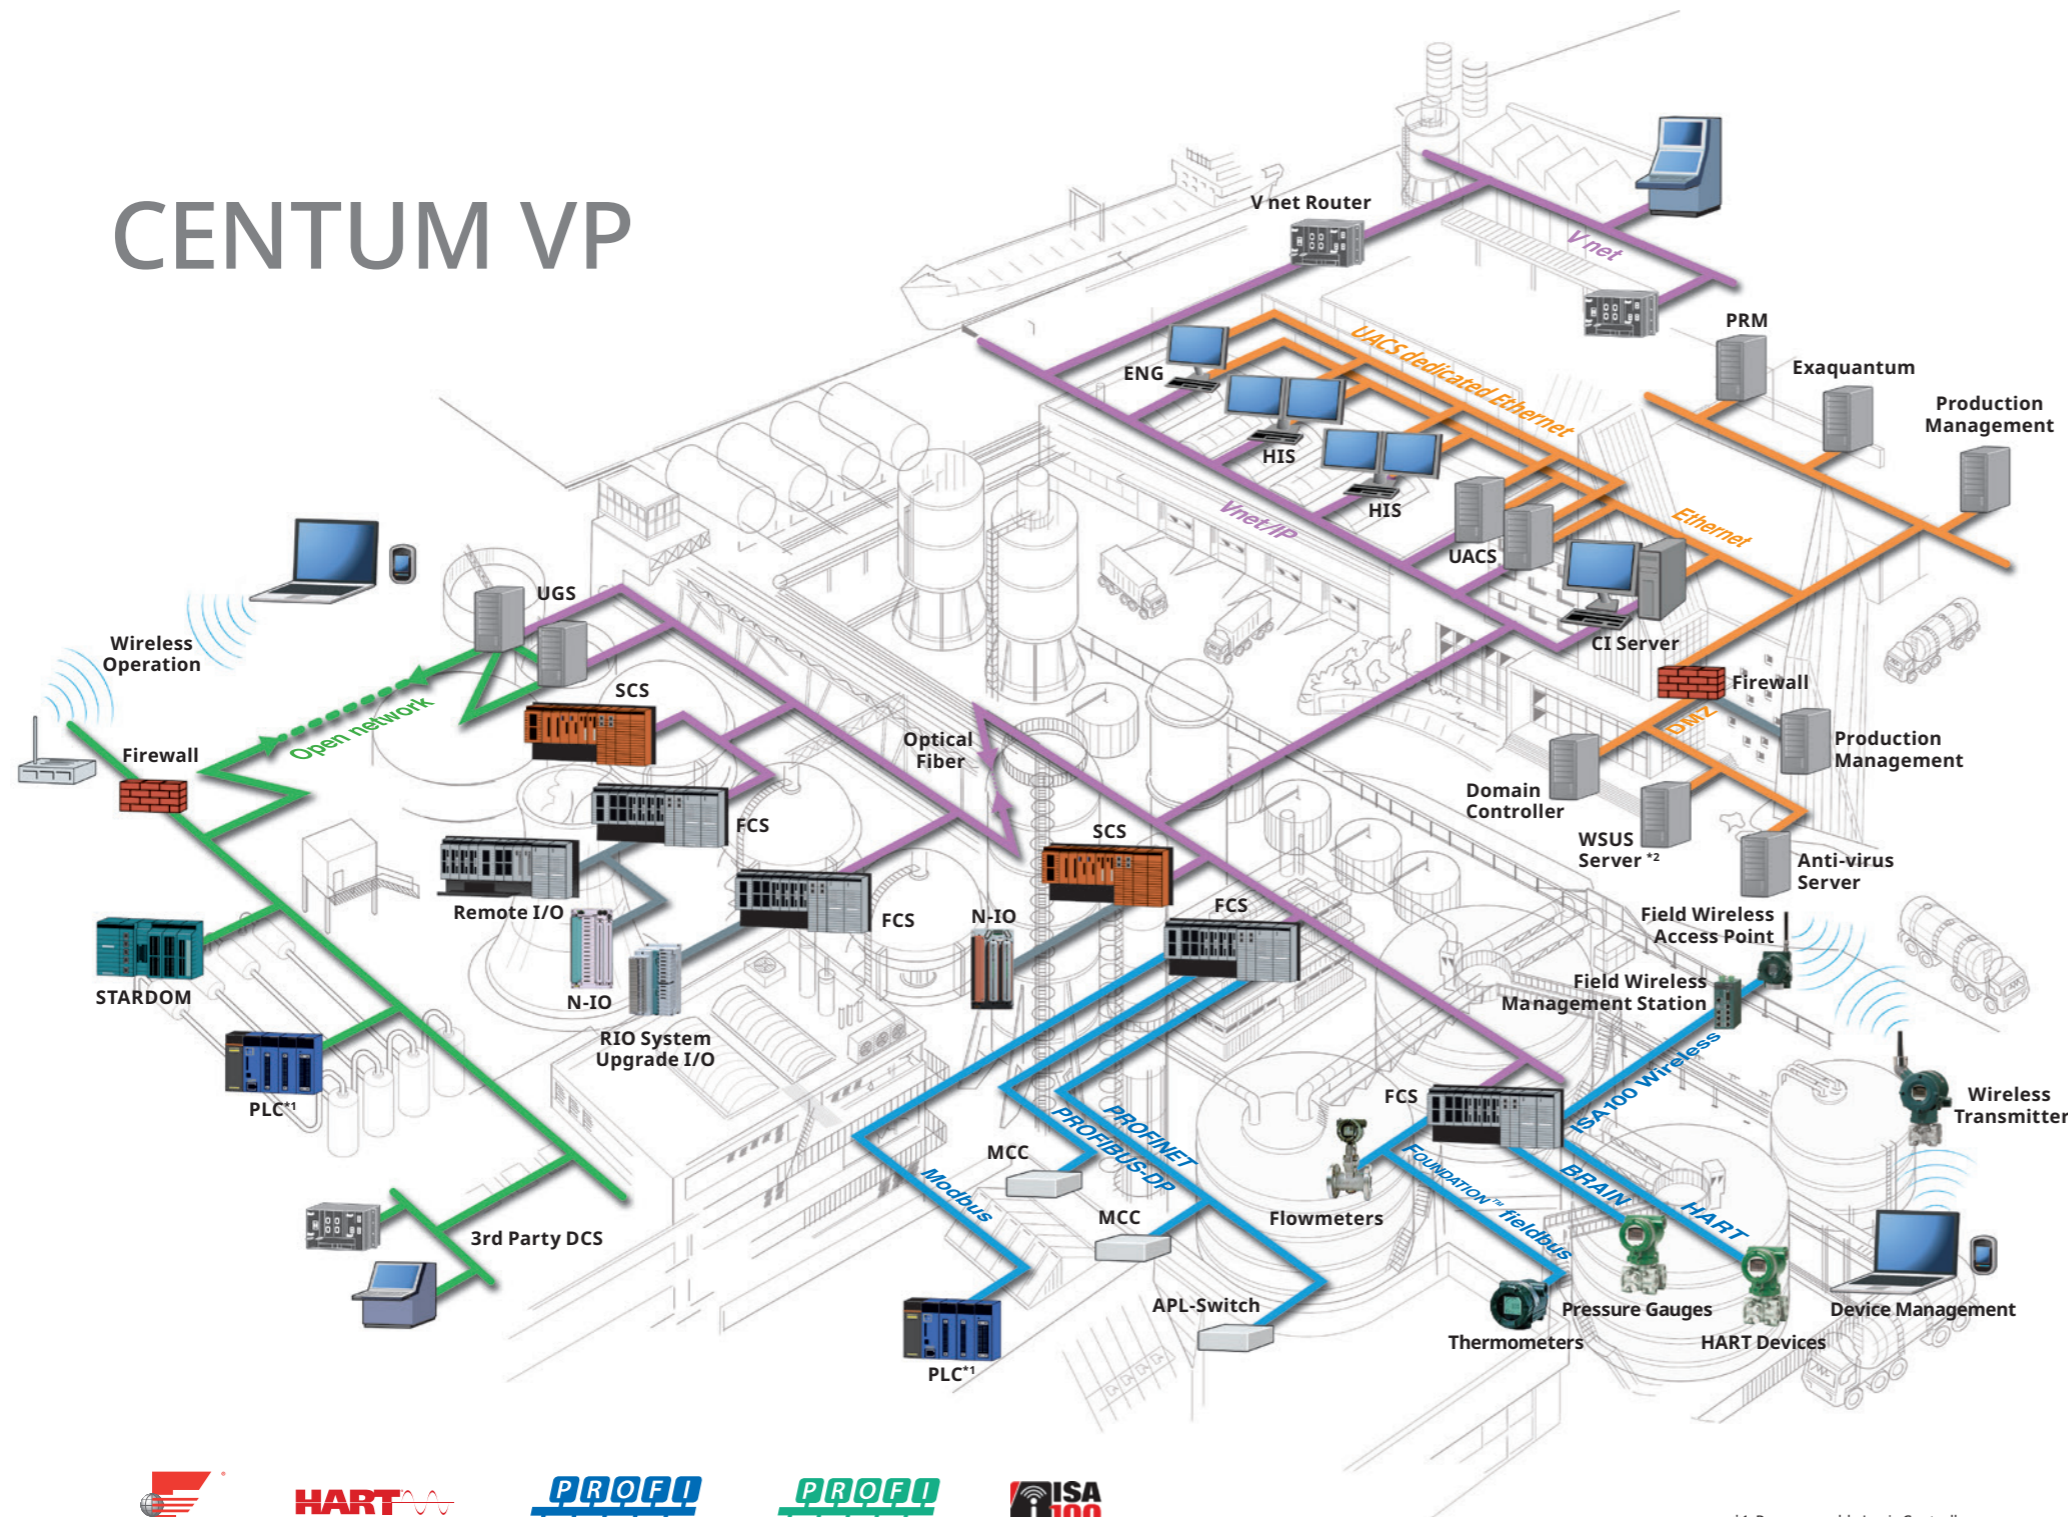 CENTUM VP
V net Router
V net
PRM
Exaquantum
Production
Management
UACS dedicated Ethernet
ENG
HIS
HIS
Vnet/IP
Ethernet
UACS
CI Server
Firewall
DMZ
Production
Management
Domain
Controller
WSUS
Server *2
Anti-virus
Server
UGS
Wireless
Operation
SCS
Open network
Firewall
Optical
Fiber
FCS
SCS
Remote I/O
FCS
N-IO
FCS
Field Wireless
Access Point
Field Wireless
Management Station
STARDOM
N-IO
RIO System
Upgrade I/O
ISA100 Wireless
PLC*1
FCS
Wireless
Transmitter
PROFINET
PROFIBUS-DP
MCC
Modbus
FOUNDATION™ fieldbus
BRAIN
HART
MCC
Flowmeters
3rd Party DCS
APL-Switch
Pressure Gauges
Device Management
Thermometers
HART Devices
PLC*1
HART
PROFI
PROFI
ISA
100